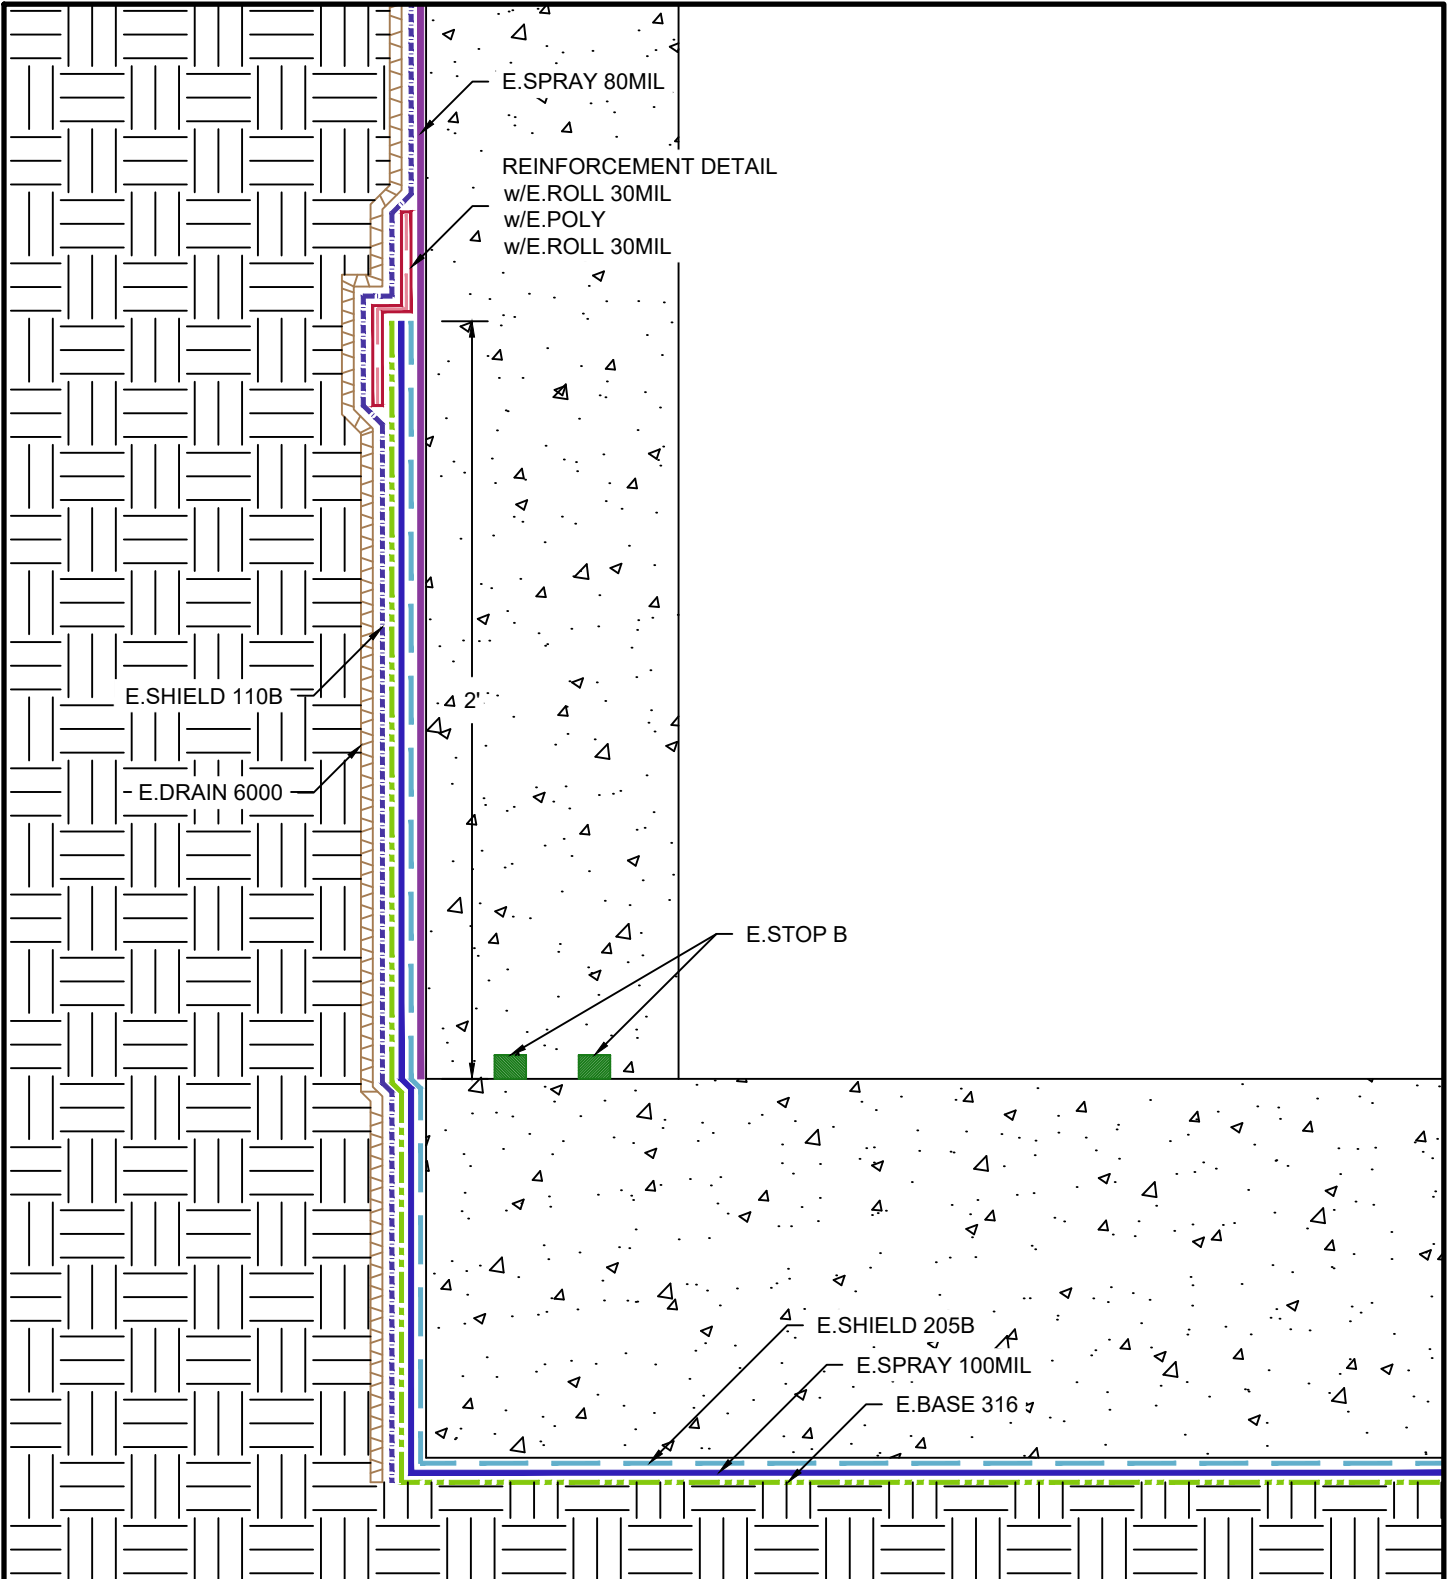 E.SPRAY 80MIL
REINFORCEMENT DETAIL
w/E.ROLL 30MIL
w/E.POLY
w/E.ROLL 30MIL
E.SHIELD 110B
2'
E.DRAIN 6000
E.STOP B
E.SHIELD 205B
E.SPRAY 100MIL
E.BASE 316